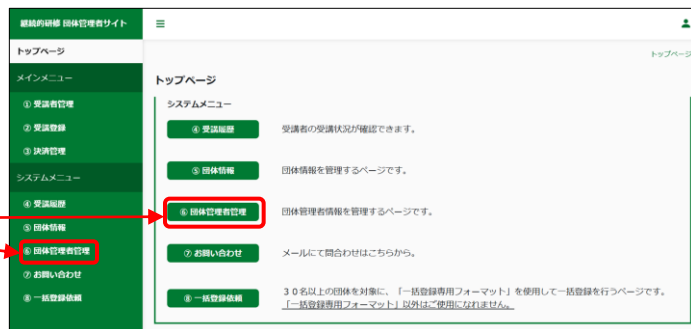 継続的研修 団体管理者サイト
トップページ
メインメニュー
① 受講者管理
② 受講登録
③ 決済管理
システムメニュー
④ 受講履歴
⑤ 団体情報
⑥ 団体管理者管理
⑦ お問い合わせ
⑧ 一括登録依頼
トップページ
トップページ
システムメニュー
④ 受講履歴 受講者の受講状況が確認できます。
⑤ 団体情報 団体情報を管理するページです。
⑥ 団体管理者管理 団体管理者情報を管理するページです。
⑦ お問い合わせ メールにて問合わせはこちらから。
⑧ 一括登録依頼 30名以上の団体を対象に、「一括登録専用フォーマット」を使用して一括登録を行うページです。
「一括登録専用フォーマット」以外はご使用になれません。